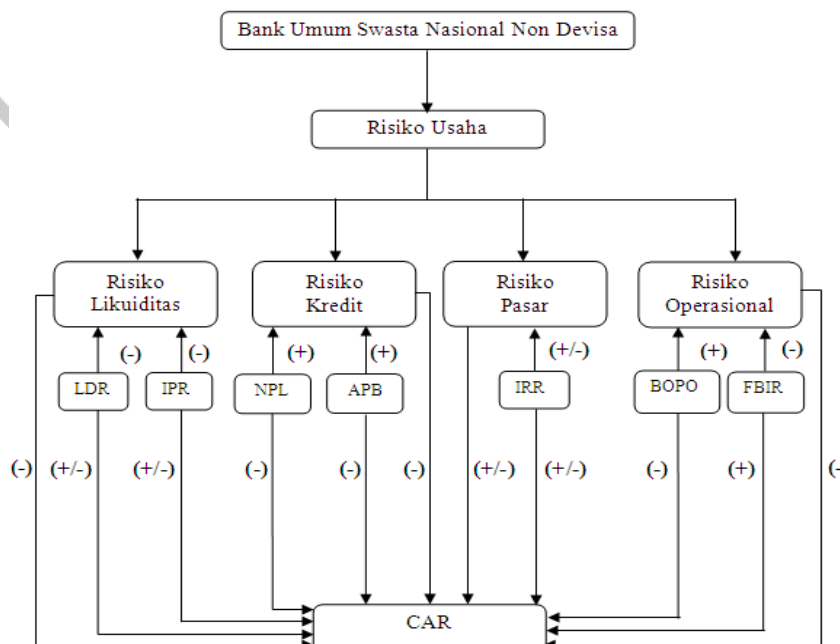 Bank Umum Swasta Nasional Non Devisa
Risiko Usaha
Risiko
Likuiditas
Risiko
Kredit
Risiko
Pasar
Risiko
Operasional
(-) (-) (+) (+) (+/-) (+) (-)
LDR IPR NPL APB IRR BOPO FBIR
(-) (+/-) (+/-) (-) (-) (-) (+/-) (+/-) (-) (+) (-
CAR